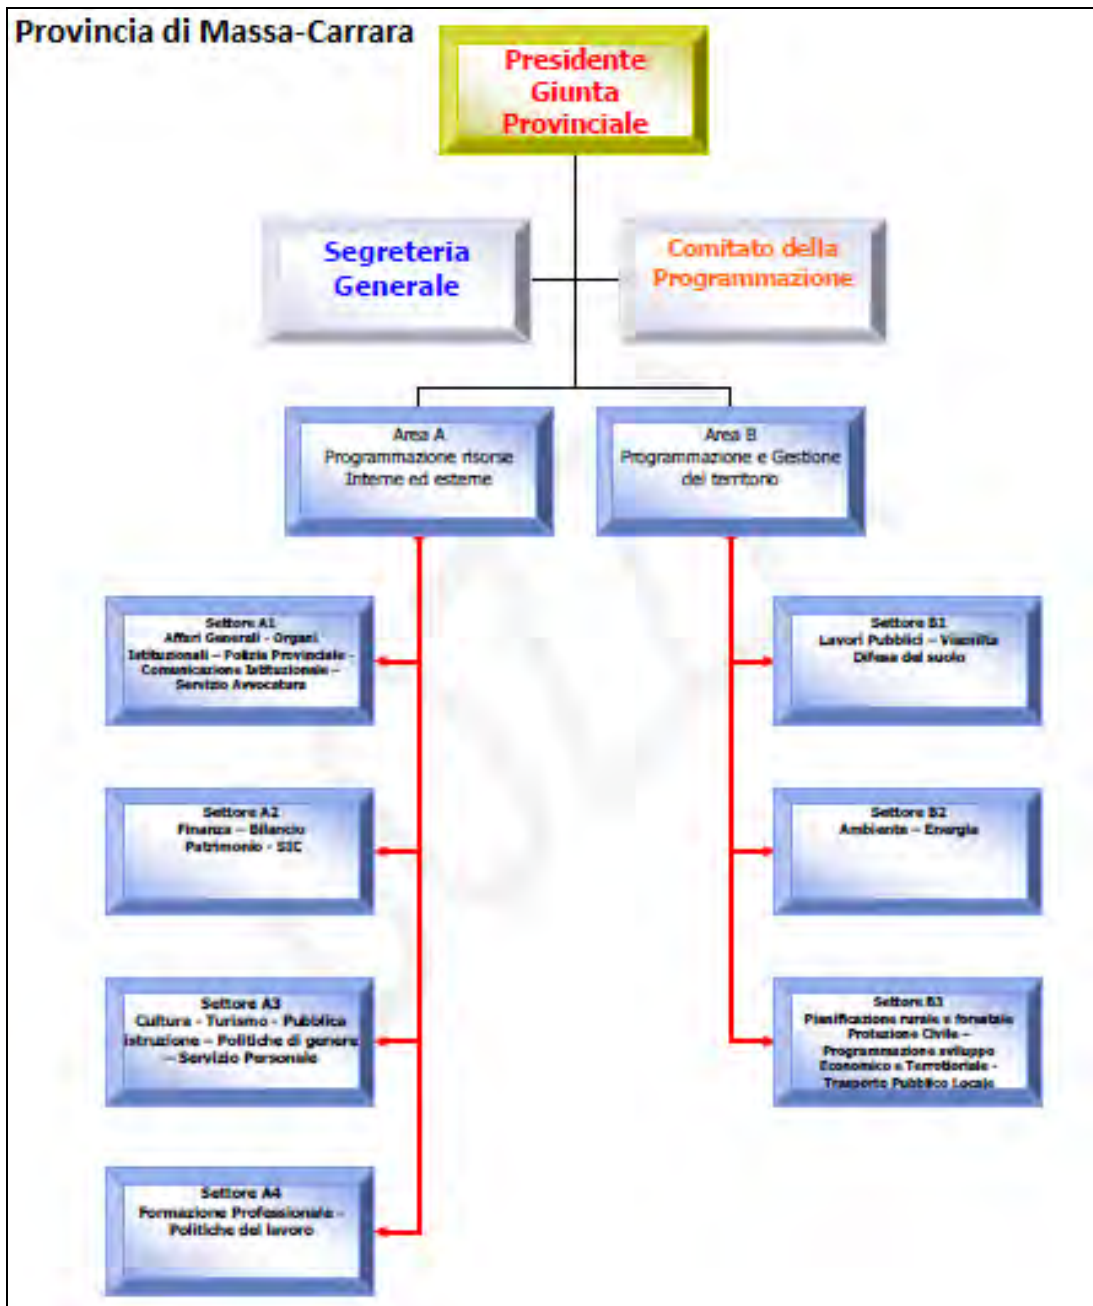 Provincia di Massa-Carrara
Presidente
Giunta
Provinciale
Segreteria
Generale
Comitato della
Programmazione
Area A
Programmazione risorse
Interne ed esterne
Area B
Programmazione e Gestione
del territorio
Settore A1
Affari Generali - Organi
Istituzionali – Polizia Provinciale -
Comunicazione Istituzionale –
Servizio Avvocatura
Settore B1
Lavori Pubblici – Viabilità
Difesa del suolo
Settore A2
Finanza – Bilancio
Patrimonio - SIC
Settore B2
Ambiente – Energia
Settore A3
Cultura - Turismo - Pubblica
istruzione – Politiche di genere
– Servizio Personale
Settore B3
Pianificazione rurale e forestale
Protezione Civile –
Programmazione sviluppo
Economico e Terrotioriale -
Trasporto Pubblico Locale
Settore A4
Formazione Professionale –
Politiche del lavoro